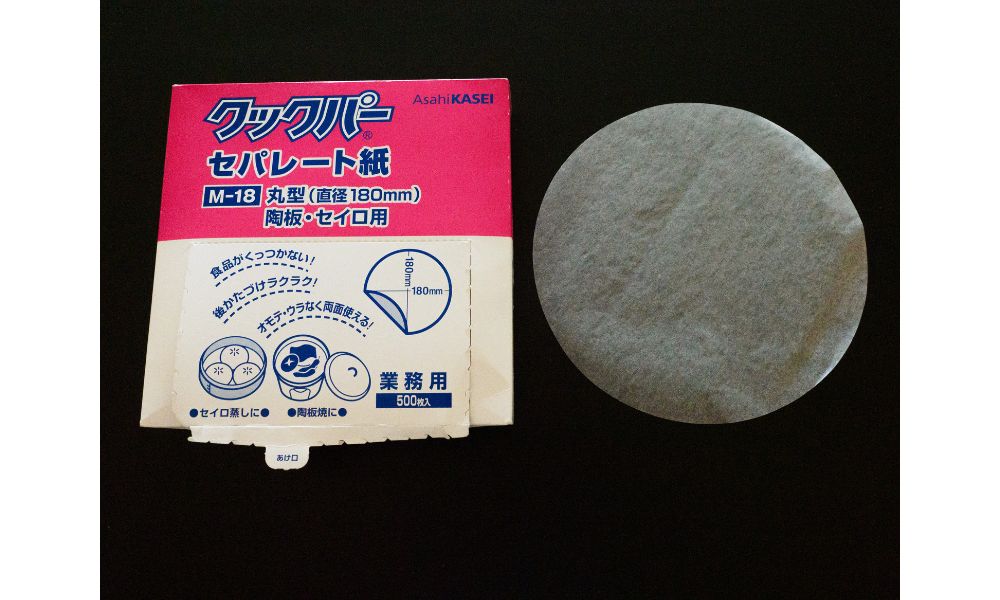 クックパー®
AsahiKASEI
セパレート紙
M-18 丸型(直径180mm)
陶板・セイロ用
食品がくっつかない!
後かたづけラクラク!
オモテ・ウラなく両面使える!
180mm
180mm
業務用
500枚入
●セイロ蒸しに● ●陶板焼に●
あけ口